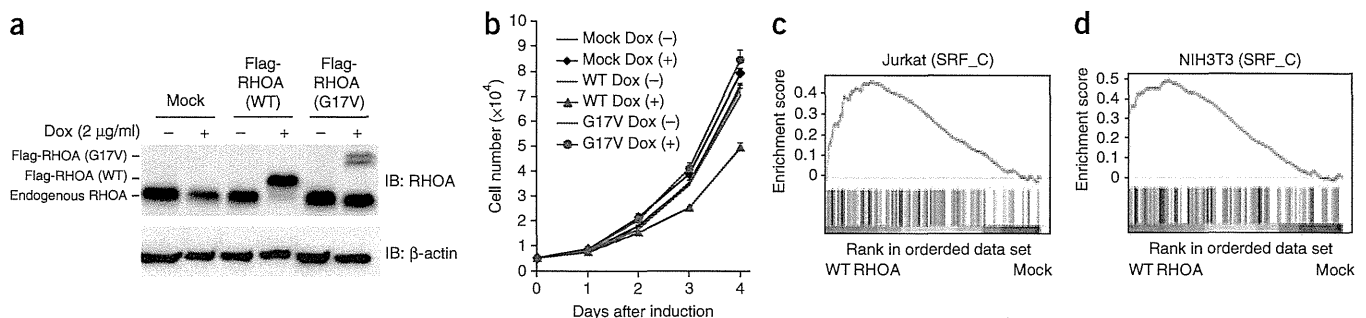 a
Flag-
RHOA
(WT)
Flag-
RHOA
(G17V)
Mock
Dox (2 µg/ml)
− + − + − +
Flag-RHOA (G17V)
Flag-RHOA (WT)
Endogenous RHOA
IB: RHOA
IB: β-actin
b
Cell number (×10⁴)
10
9
8
7
6
5
4
3
2
1
0
Mock Dox (−)
Mock Dox (+)
WT Dox (−)
WT Dox (+)
G17V Dox (−)
G17V Dox (+)
0 1 2 3 4
Days after induction
c
Jurkat (SRF_C)
Enrichment score
0.4
0.3
0.2
0.1
0
Rank in orderded data set
WT RHOA Mock
d
NIH3T3 (SRF_C)
Enrichment score
0.5
0.4
0.3
0.2
0.1
0
Rank in orderded data set
WT RHOA Mock